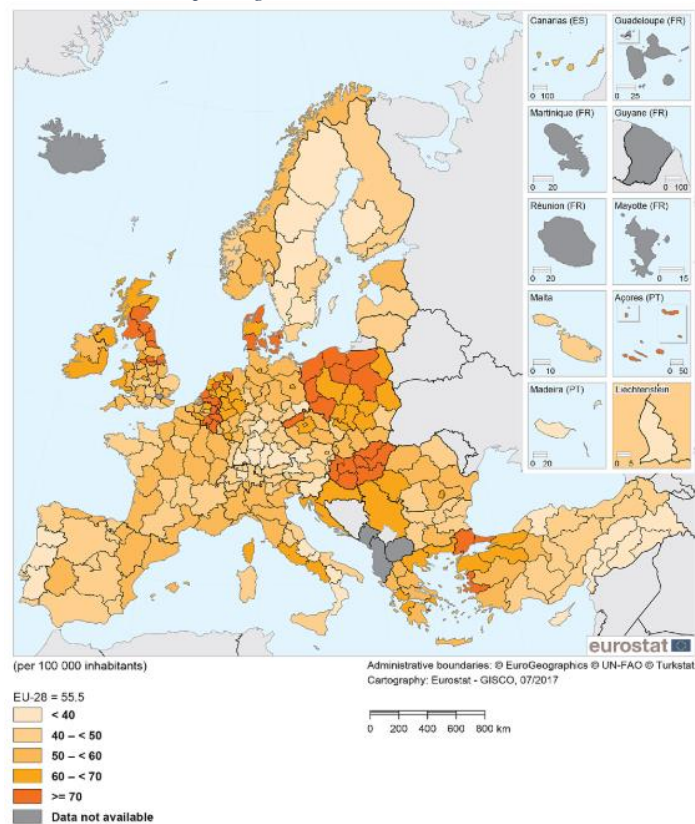 Canarias (ES)
0 100
Guadeloupe (FR)
0 25
Martinique (FR)
0 20
Guyane (FR)
0 100
Réunion (FR)
0 20
Mayotte (FR)
0 15
Malta
0 10
Açores (PT)
0 50
Madeira (PT)
0 20
Liechtenstein
0 5
eurostat
(per 100 000 inhabitants)
Administrative boundaries: © EuroGeographics © UN-FAO © Turkstat
Cartography: Eurostat - GISCO, 07/2017
EU-28 = 55.5
< 40
40 – < 50
50 – < 60
60 – < 70
>= 70
Data not available
0 200 400 600 800 km